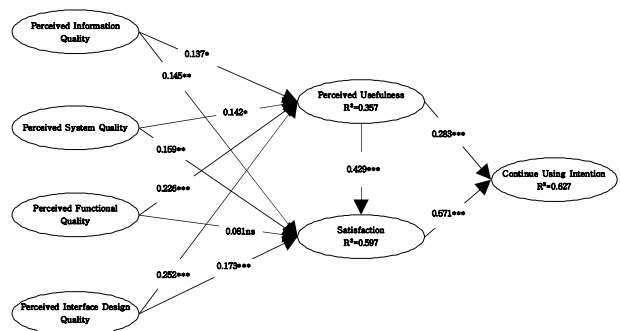 Perceived Information
Quality
0.137*
0.145**
Perceived Usefulness
R²=0.357
Perceived System Quality
0.142*
0.283***
0.159**
0.429***
Continue Using Intention
R²=0.627
0.226***
Perceived Functional
Quality
0.081ns
0.571***
Satisfaction
R²=0.597
0.252***
0.173***
Perceived Interface Design
Quality